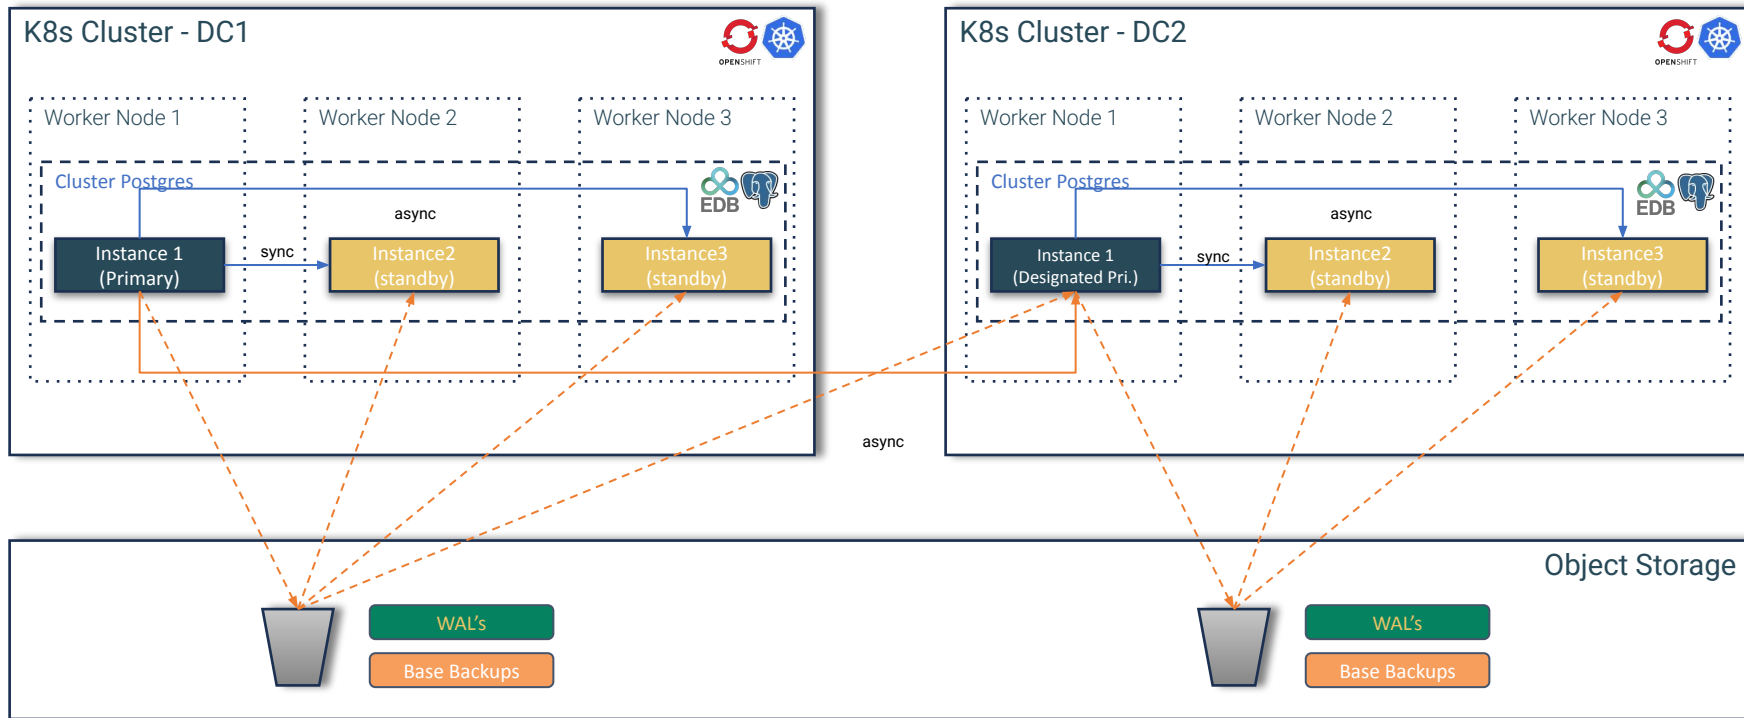 K8s Cluster - DC1
OPENSHIFT
Worker Node 1
Worker Node 2
Worker Node 3
Cluster Postgres
EDB
async
Instance 1
(Primary)
sync
Instance2
(standby)
Instance3
(standby)
K8s Cluster - DC2
OPENSHIFT
Worker Node 1
Worker Node 2
Worker Node 3
Cluster Postgres
EDB
async
Instance 1
(Designated Pri.)
sync
Instance2
(standby)
Instance3
(standby)
async
Object Storage
WAL's
Base Backups
WAL's
Base Backups